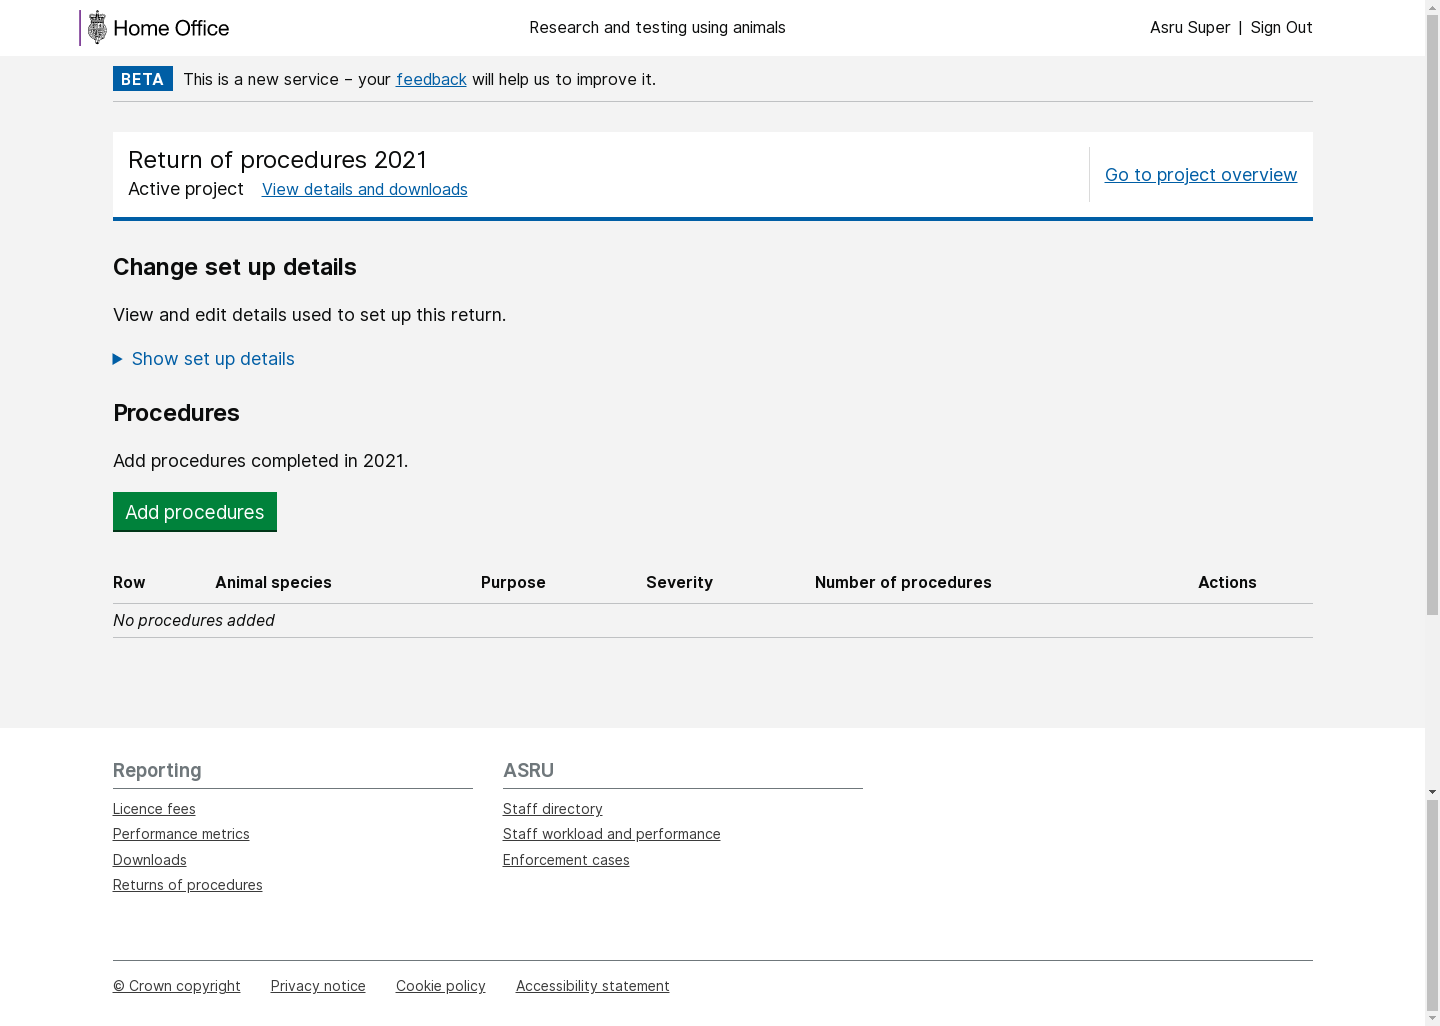 Home Office
Research and testing using animals
Asru Super | Sign Out
BETA This is a new service – your feedback will help us to improve it.
Return of procedures 2021
Active project View details and downloads
Go to project overview
Change set up details
View and edit details used to set up this return.
Show set up details
Procedures
Add procedures completed in 2021.
Add procedures
Row Animal species Purpose Severity Number of procedures Actions
No procedures added
Reporting
Licence fees
Performance metrics
Downloads
Returns of procedures
ASRU
Staff directory
Staff workload and performance
Enforcement cases
© Crown copyright Privacy notice Cookie policy Accessibility statement